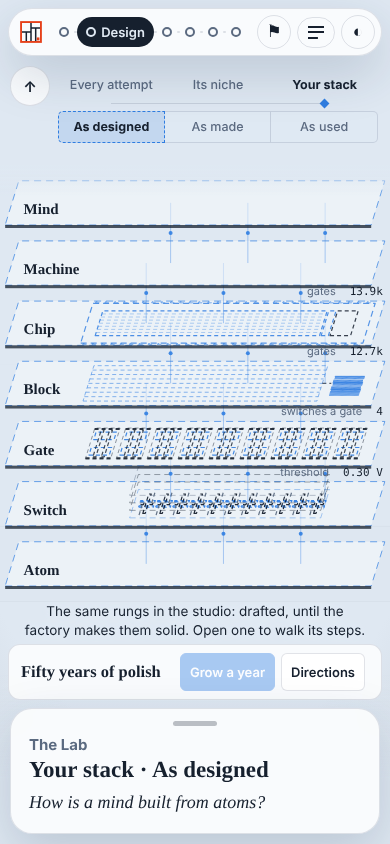 Design
Every attempt Its niche Your stack
As designed As made As used
Mind
Machine
gates 13.9k
Chip
gates 12.7k
Block
switches a gate 4
Gate
threshold 0.30 V
Switch
Atom
The same rungs in the studio: drafted, until the
factory makes them solid. Open one to walk its steps.
Fifty years of polish Grow a year Directions
The Lab
Your stack · As designed
How is a mind built from atoms?